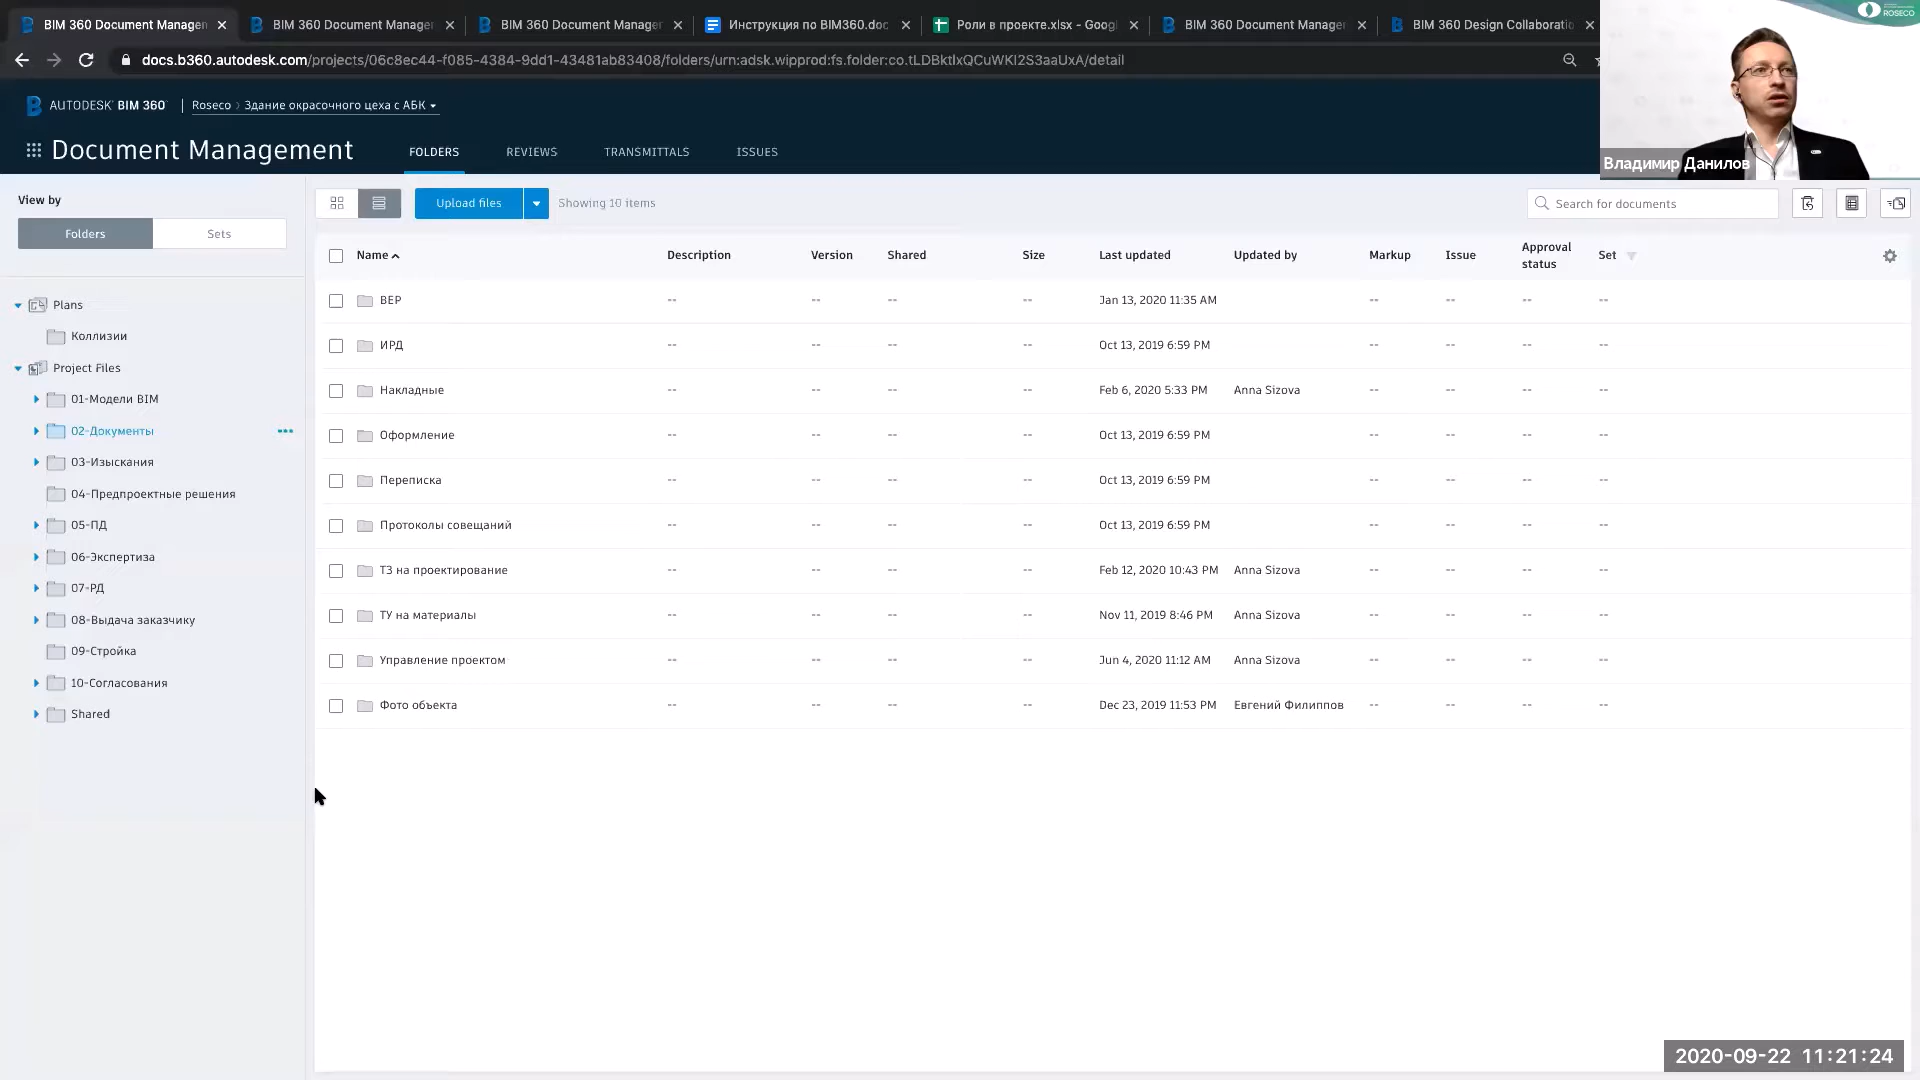 BIM 360 Document Managem
BIM 360 Document Manage
BIM 360 Document Manage
Инструкция по BIM360.doc
Роли в проекте.xlsx - Goog
BIM 360 Document Manage
BIM 360 Design Collaboratio
ROSECO
docs.b360.autodesk.com/projects/06c8ec44-f085-4384-9dd1-43481ab83408/folders/urn:adsk.wipprod:fs.folder:co.tLDBktlxQCuWKI2S3aaUxA/detail
AUTODESK BIM 360
Roseco > Здание окрасочного цеха с АБК
Document Management
FOLDERS
REVIEWS
TRANSMITTALS
ISSUES
Владимир Данилов
View by
Folders
Sets
Plans
Коллизии
Project Files
01-Модели BIM
02-Документы
03-Изыскания
04-Предпроектные решения
05-ПД
06-Экспертиза
07-РД
08-Выдача заказчику
09-Стройка
10-Согласования
Shared
Upload files
Showing 10 items
Search for documents
Name Description Version Shared Size Last updated Updated by Markup Issue Approval status Set
BEP -- -- -- -- Jan 13, 2020 11:35 AM -- -- -- --
ИРД -- -- -- -- Oct 13, 2019 6:59 PM -- -- -- --
Накладные -- -- -- -- Feb 6, 2020 5:33 PM Anna Sizova -- -- -- --
Оформление -- -- -- -- Oct 13, 2019 6:59 PM -- -- -- --
Переписка -- -- -- -- Oct 13, 2019 6:59 PM -- -- -- --
Протоколы совещаний -- -- -- -- Oct 13, 2019 6:59 PM -- -- -- --
ТЗ на проектирование -- -- -- -- Feb 12, 2020 10:43 PM Anna Sizova -- -- -- --
ТУ на материалы -- -- -- -- Nov 11, 2019 8:46 PM Anna Sizova -- -- -- --
Управление проектом -- -- -- -- Jun 4, 2020 11:12 AM Anna Sizova -- -- -- --
Фото объекта -- -- -- -- Dec 23, 2019 11:53 PM Евгений Филиппов -- -- -- --
2020-09-22 11:21:24